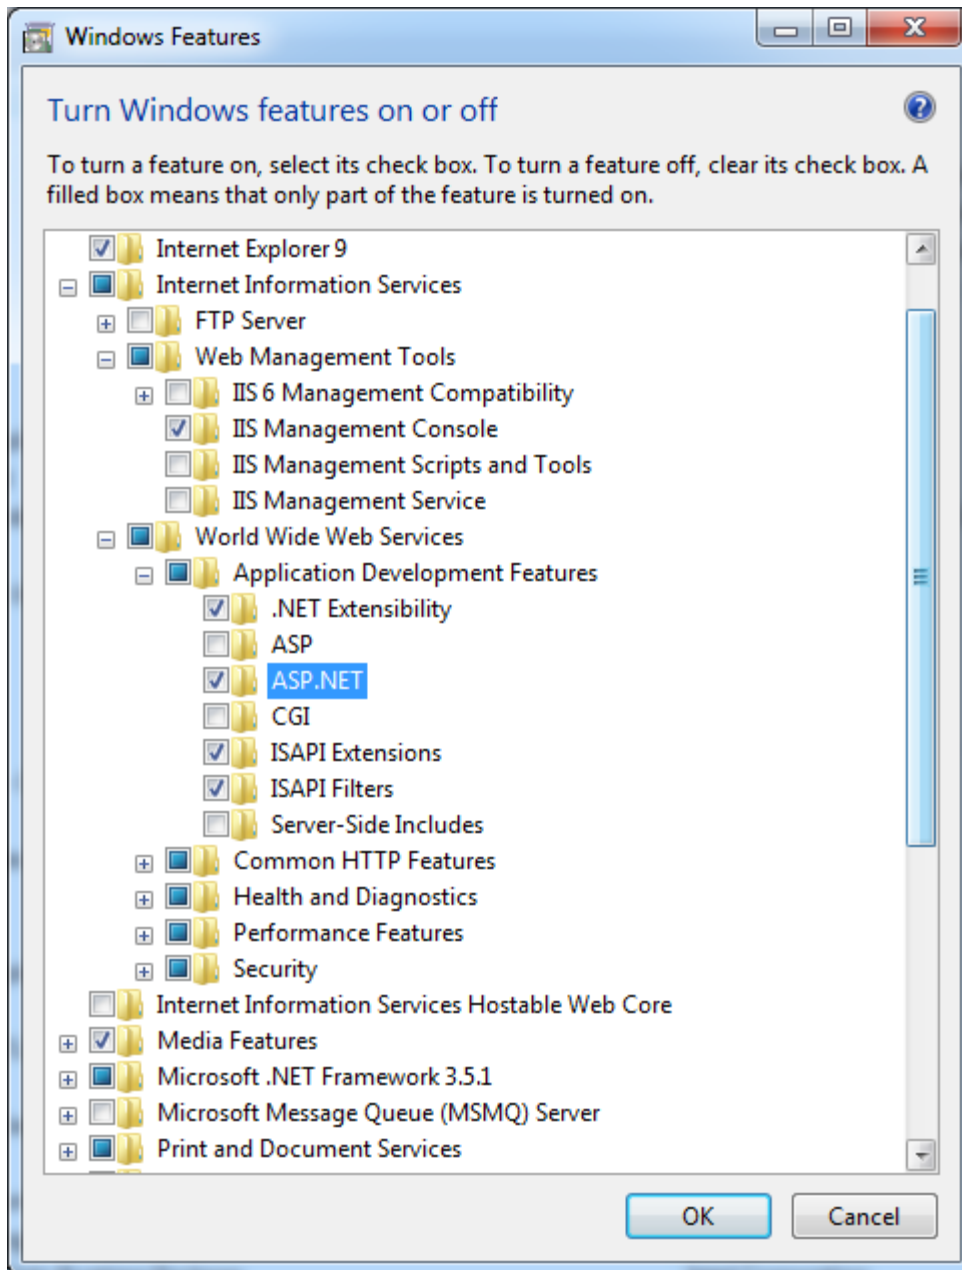 Windows Features
Turn Windows features on or off
To turn a feature on, select its check box. To turn a feature off, clear its check box. A
filled box means that only part of the feature is turned on.
Internet Explorer 9
Internet Information Services
FTP Server
Web Management Tools
IIS 6 Management Compatibility
IIS Management Console
IIS Management Scripts and Tools
IIS Management Service
World Wide Web Services
Application Development Features
.NET Extensibility
ASP
ASP.NET
CGI
ISAPI Extensions
ISAPI Filters
Server-Side Includes
Common HTTP Features
Health and Diagnostics
Performance Features
Security
Internet Information Services Hostable Web Core
Media Features
Microsoft .NET Framework 3.5.1
Microsoft Message Queue (MSMQ) Server
Print and Document Services
OK
Cancel